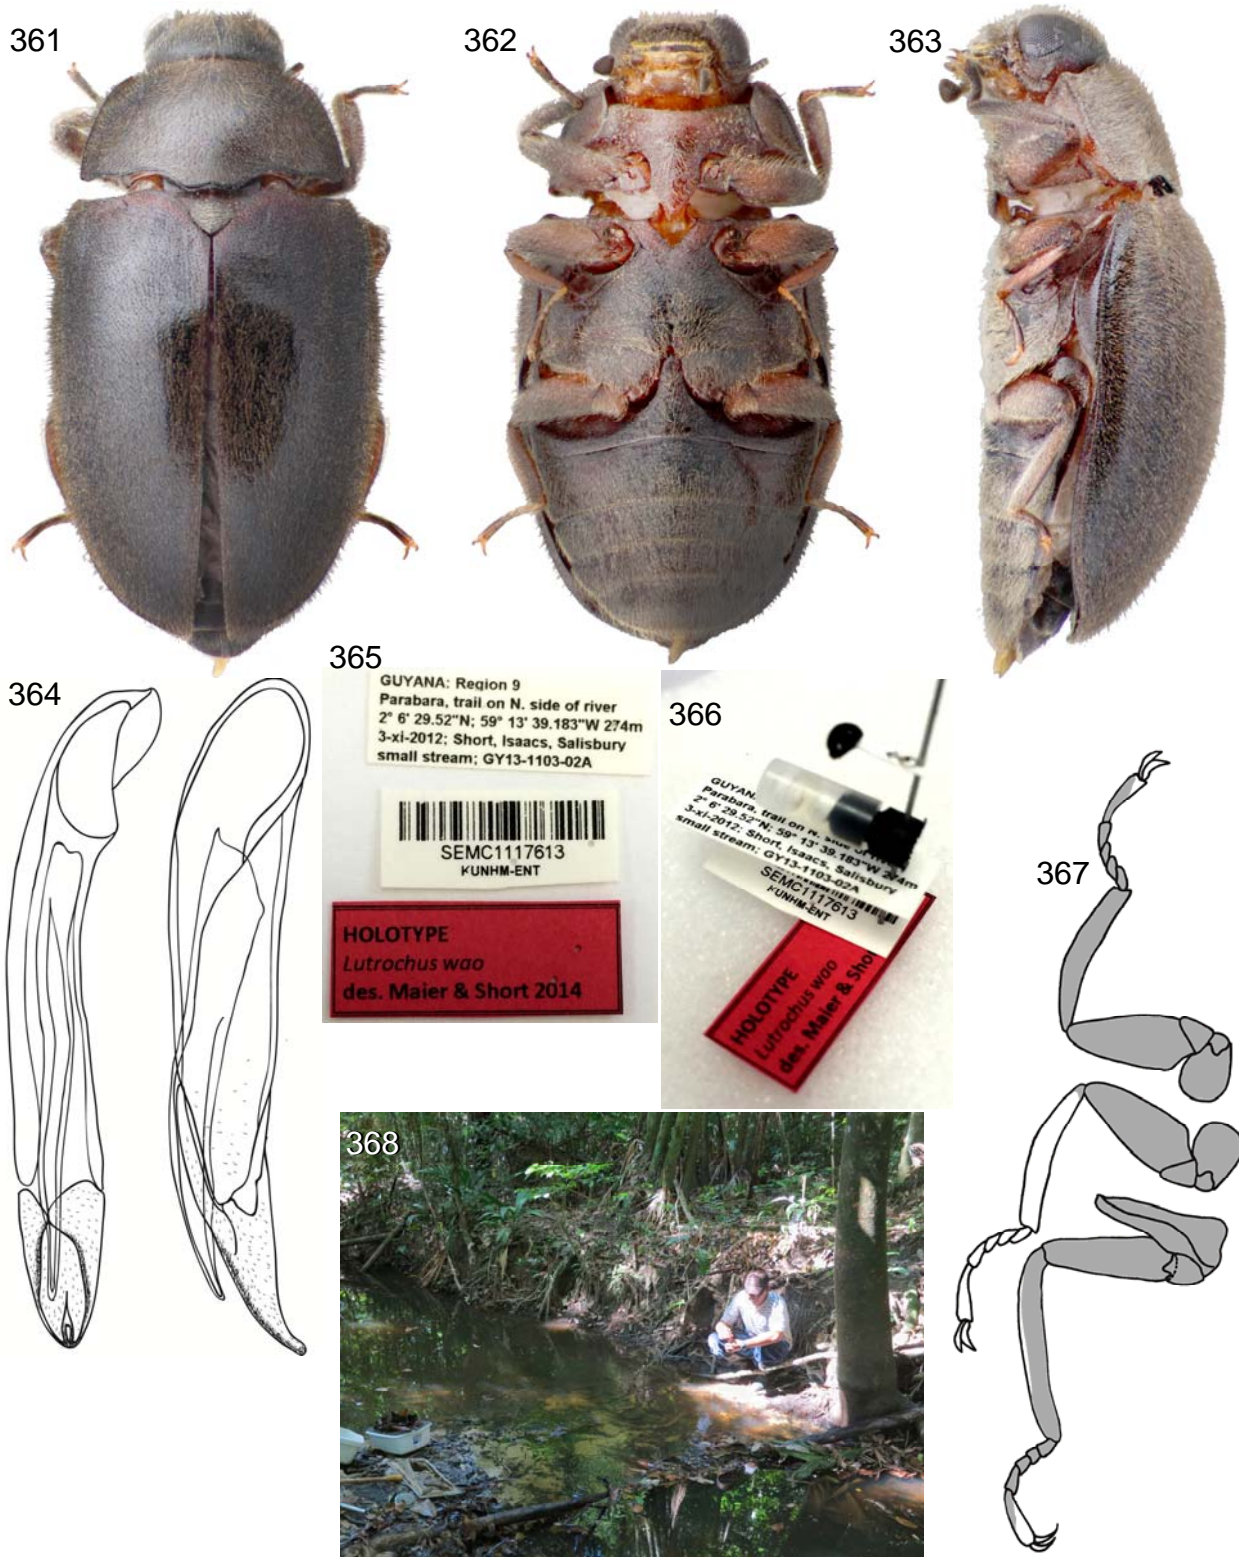 361
362
363
364
365
GUYANA: Region 9
Parabara, trail on N. side of river
2° 6' 29.52"N; 59° 13' 39.183"W 274m
3-xi-2012; Short, Isaacs, Salisbury
small stream; GY13-1103-02A
SEMC1117613
KUNHM-ENT
HOLOTYPE
Lutrochus wao
des. Maier & Short 2014
366
GUYAN
Parabara, trail on N. side of
2° 6' 29.52"N; 59° 13' 39.183"W 274m
3-xi-2012; Short, Isaacs, Salisbury
small stream; GY13-1103-02A
SEMC1117613
KUNHM-ENT
HOLOTYPE
Lutrochus wao
des. Maier & Sho
367
368